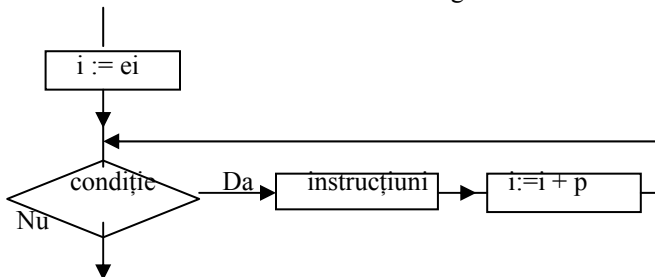 i := ei
condiție
Da
instrucțiuni
i:=i + p
Nu